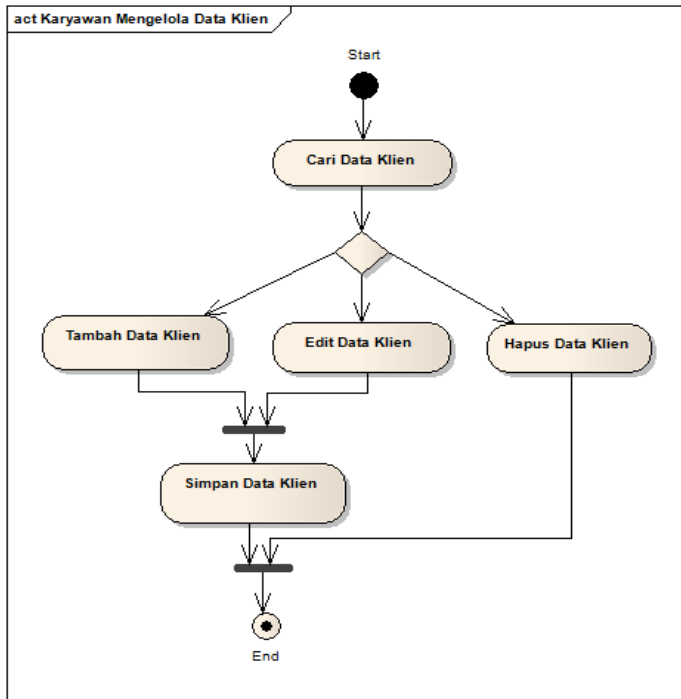 act Karyawan Mengelola Data Klien
Start
Cari Data Klien
Tambah Data Klien
Edit Data Klien
Hapus Data Klien
Simpan Data Klien
End